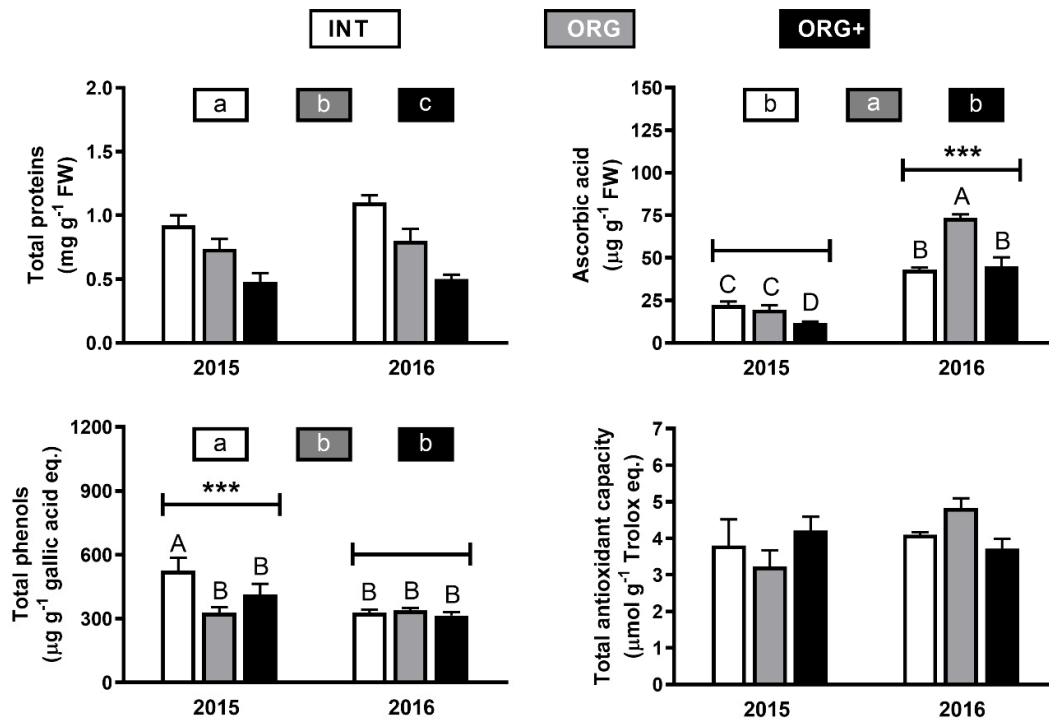 INT ORG ORG+
Total proteins
(mg g-1 FW)
2.0
1.5
1.0
0.5
0.0
a b c
2015 2016
Ascorbic acid
(μg g-1 FW)
150
125
100
75
50
25
0
b a b
***
C C D
B A B
2015 2016
Total phenols
(μg g-1 gallic acid eq.)
1200
900
600
300
0
a b b
***
A B B
B B B
2015 2016
Total antioxidant capacity
(μmol g-1 Trolox eq.)
7
6
5
4
3
2
1
0
2015 2016